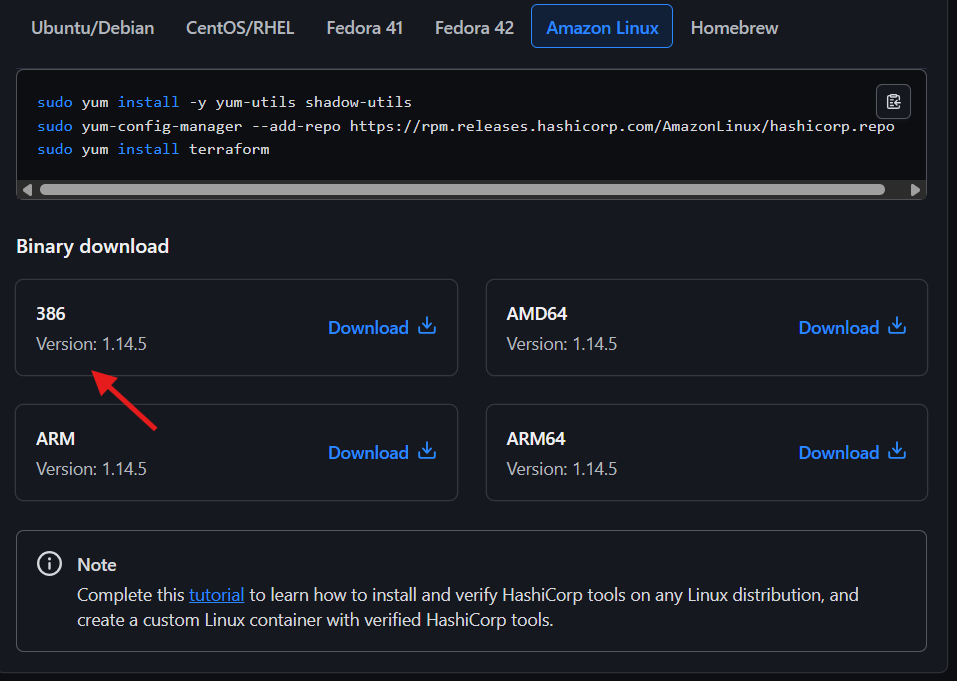 Ubuntu/Debian CentOS/RHEL Fedora 41 Fedora 42 Amazon Linux Homebrew
sudo yum install -y yum-utils shadow-utils
sudo yum-config-manager --add-repo https://rpm.releases.hashicorp.com/AmazonLinux/hashicorp.repo
sudo yum install terraform
Binary download
386
Version: 1.14.5
Download
AMD64
Version: 1.14.5
Download
ARM
Version: 1.14.5
Download
ARM64
Version: 1.14.5
Download
Note
Complete this tutorial to learn how to install and verify HashiCorp tools on any Linux distribution, and
create a custom Linux container with verified HashiCorp tools.